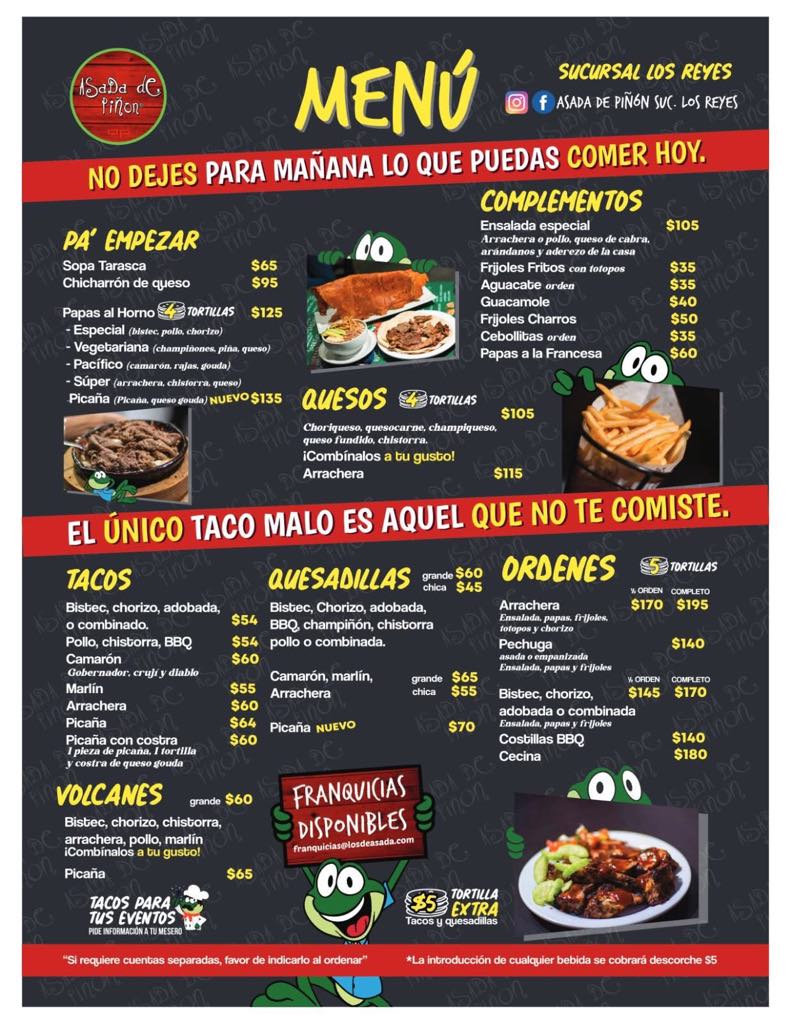 ASaDa dC
PiÑoN®
MENÚ
SUCURSAL LOS REYES
ASADA DE PIÑÓN SUC. LOS REYES
NO DEJES PARA MAÑANA LO QUE PUEDAS COMER HOY.
PA' EMPEZAR
Sopa Tarasca $65
Chicharrón de queso $95
Papas al Horno 4 TORTILLAS $125
- Especial (bistec, pollo, chorizo)
- Vegetariana (champiñones, piña, queso)
- Pacífico (camarón, rajas, gouda)
- Súper (arrachera, chistorra, queso)
Picaña (Picaña, queso gouda) NUEVO $135
COMPLEMENTOS
Ensalada especial $105
Arrachera o pollo, queso de cabra,
arándanos y aderezo de la casa
Frijoles Fritos con totopos $35
Aguacate orden $35
Guacamole $40
Frijoles Charros $50
Cebollitas orden $35
Papas a la Francesa $60
QUESOS 4 TORTILLAS $105
Choriqueso, quesocarne, champiqueso,
queso fundido, chistorra.
¡Combínalos a tu gusto!
Arrachera $115
EL ÚNICO TACO MALO ES AQUEL QUE NO TE COMISTE.
TACOS
Bistec, chorizo, adobada,
o combinado. $54
Pollo, chistorra, BBQ $54
Camarón $60
Gobernador, cruji y diablo
Marlín $55
Arrachera $60
Picaña $64
Picaña con costra $60
1 pieza de picaña, 1 tortilla
y costra de queso gouda
QUESADILLAS grande $60
chica $45
Bistec, Chorizo, adobada,
BBQ, champiñón, chistorra
pollo o combinada.
Camarón, marlín, grande $65
Arrachera chica $55
Picaña NUEVO $70
ORDENES 5 TORTILLAS
½ ORDEN COMPLETO
Arrachera $170 $195
Ensalada, papas, frijoles,
totopos y chorizo
Pechuga $140
asada o empanizada
Ensalada, papas y frijoles
½ ORDEN COMPLETO
Bistec, chorizo, $145 $170
adobada o combinada
Ensalada, papas y frijoles
Costillas BBQ $140
Cecina $180
VOLCANES grande $60
Bistec, chorizo, chistorra,
arrachera, pollo, marlín
¡Combínalos a tu gusto!
Picaña $65
FRANQUICIAS
DISPONIBLES
franquicias@losdeasada.com
TACOS PARA
TUS EVENTOS
PIDE INFORMACIÓN A TU MESERO
$5 TORTILLA
EXTRA
Tacos y quesadillas
"Si requiere cuentas separadas, favor de indicarlo al ordenar"
*La introducción de cualquier bebida se cobrará descorche $5